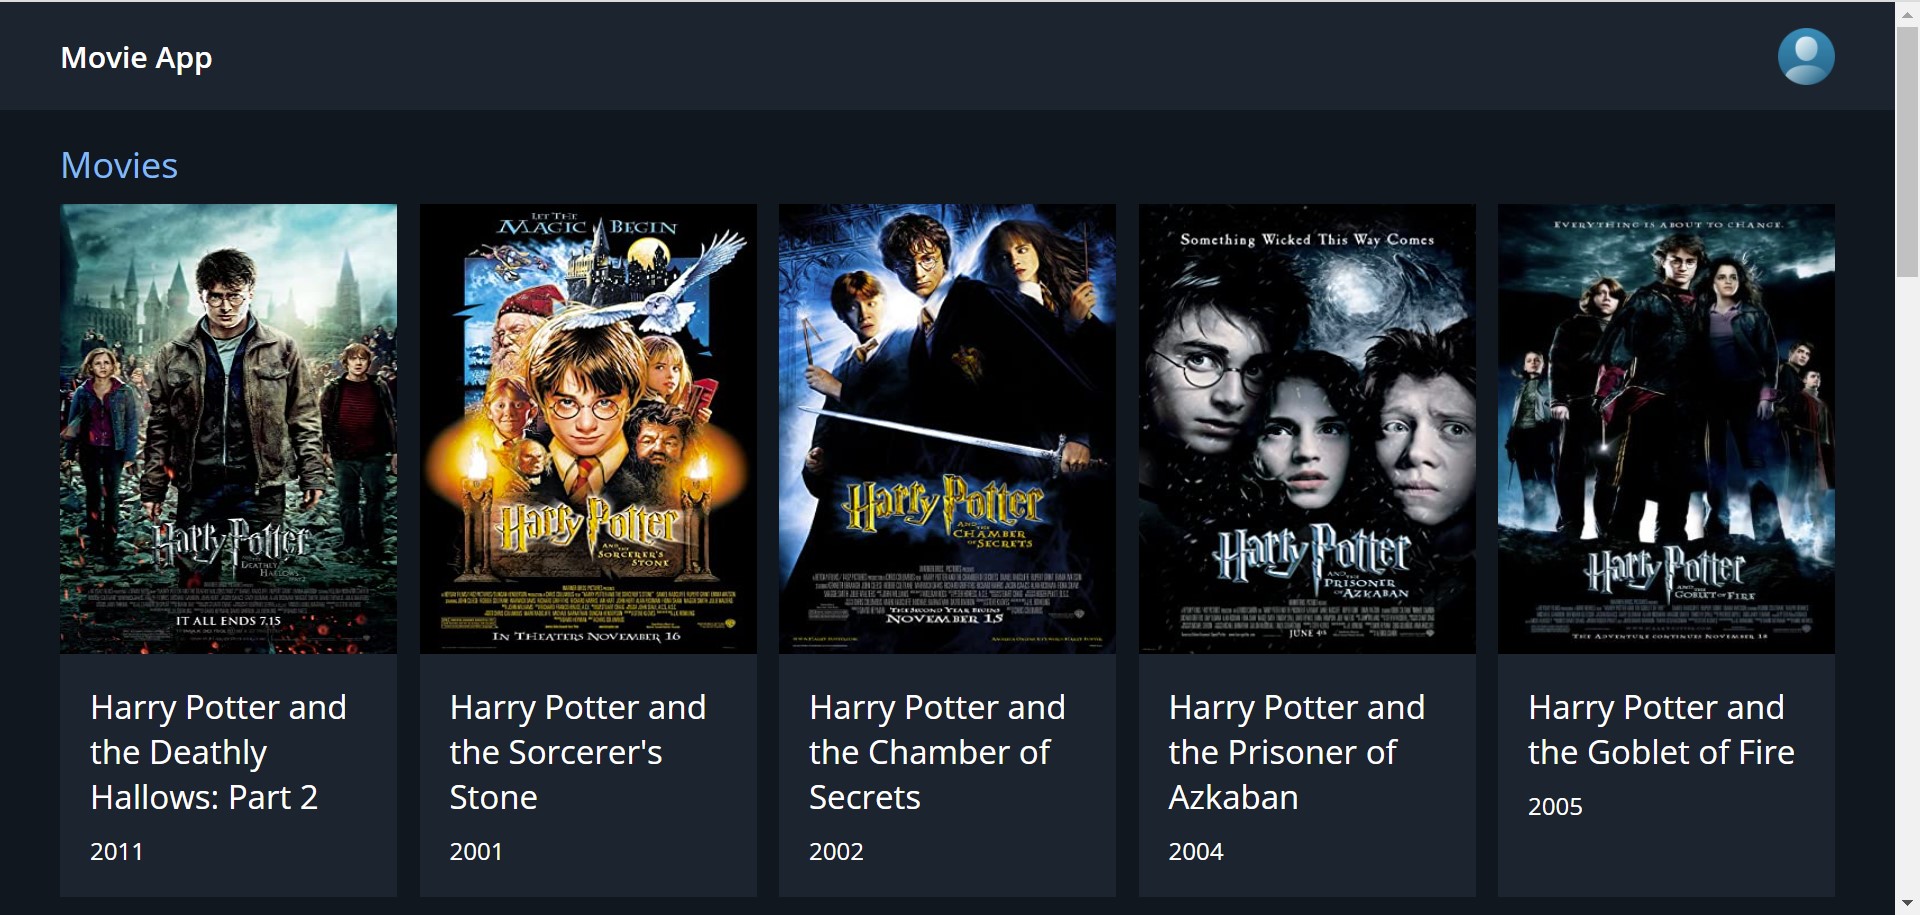 Movie App
Movies
Harry Potter
DEATHLY
HALLOWS
IT ALL ENDS 7.15
LET THE
MAGIC BEGIN
Harry Potter
AND THE
SORCERER'S
STONE
IN THEATERS NOVEMBER 16
Harry Potter
AND THE
CHAMBER
OF SECRETS
THE SECOND YEAR BEGINS
NOVEMBER 15
Something Wicked This Way Comes
Harry Potter
AND THE
PRISONER
OF AZKABAN
JUNE 4th
EVERYTHING IS ABOUT TO CHANGE.
Harry Potter
AND THE
GOBLET OF FIRE
THE ADVENTURE CONTINUES NOVEMBER 18
Harry Potter and
the Deathly
Hallows: Part 2
2011
Harry Potter and
the Sorcerer's
Stone
2001
Harry Potter and
the Chamber of
Secrets
2002
Harry Potter and
the Prisoner of
Azkaban
2004
Harry Potter and
the Goblet of Fire
2005